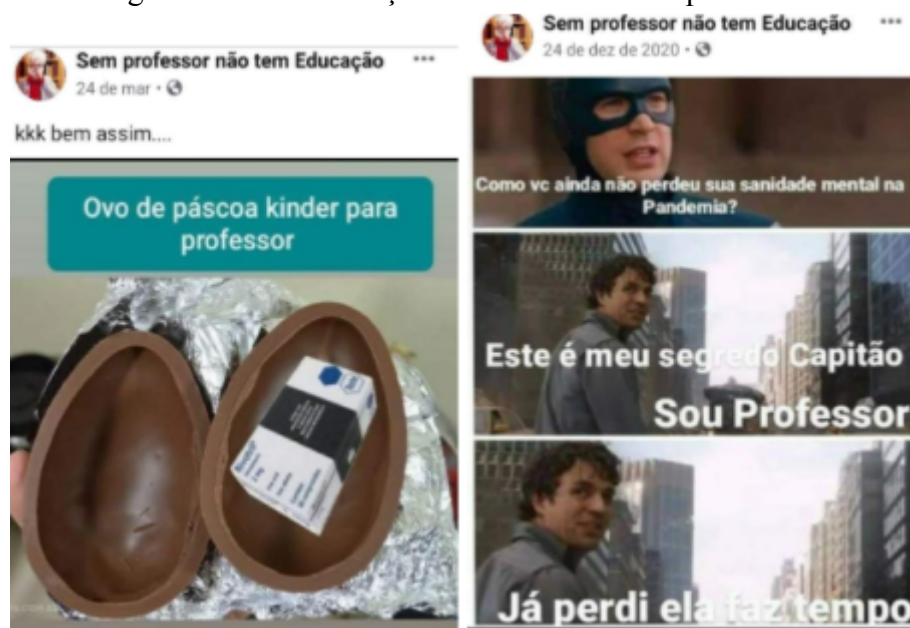 Sem professor não tem Educação
24 de mar
kkk bem assim....
Ovo de páscoa kinder para
professor
2 mg
Sem professor não tem Educação
24 de dez de 2020
Como vc ainda não perdeu sua sanidade mental na
Pandemia?
Este é meu segredo Capitão
Sou Professor
Já perdi ela faz tempo